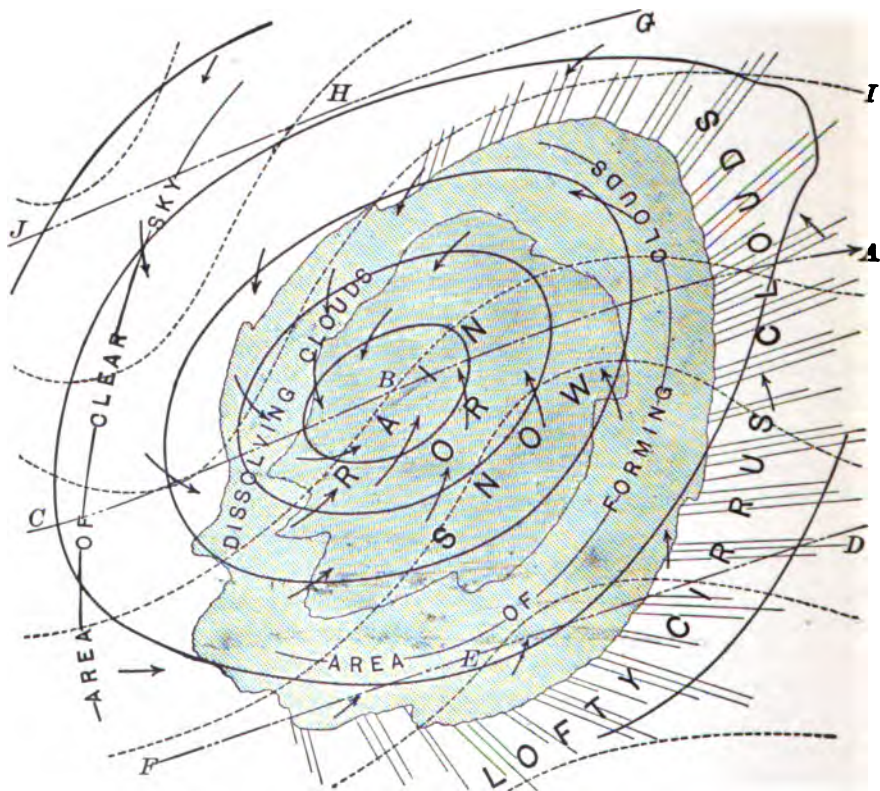 G
H
I
J
A
B
C
D
E
F
AREA OF CLEAR SKY
DISSOLVING CLOUDS
RAIN
OR
SNOW
AREA OF FORMING CLOUDS
LOFTY CIRRUS CLOUDS